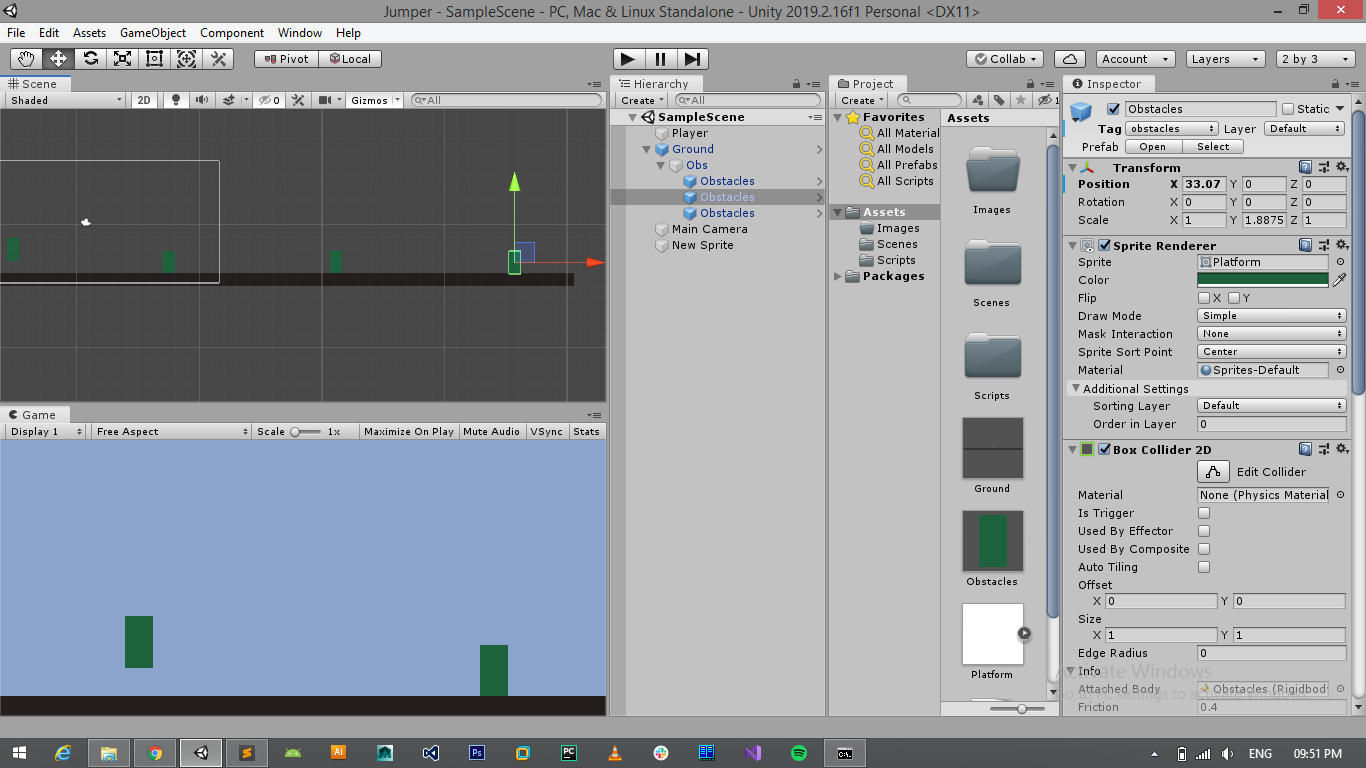 Jumper - SampleScene - PC, Mac & Linux Standalone - Unity 2019.2.16f1 Personal <DX11>
File Edit Assets GameObject Component Window Help
Pivot Local Collab Account Layers 2 by 3
Scene
Shaded 2D 0 Gizmos All
Hierarchy
Create All
SampleScene
Player
Ground
Obs
Obstacles
Obstacles
Obstacles
Main Camera
New Sprite
Project
Create 1
Favorites
All Material
All Models
All Prefabs
All Scripts
Assets
Images
Scenes
Scripts
Packages
Assets
Images
Scenes
Scripts
Ground
Obstacles
Platform
Inspector
Obstacles Static
Tag obstacles Layer Default
Prefab Open Select
Transform
Position X 33.07 Y 0 Z 0
Rotation X 0 Y 0 Z 0
Scale X 1 Y 1.8875 Z 1
Sprite Renderer
Sprite Platform
Color
Flip X Y
Draw Mode Simple
Mask Interaction None
Sprite Sort Point Center
Material Sprites-Default
Additional Settings
Sorting Layer Default
Order in Layer 0
Box Collider 2D
Edit Collider
Material None (Physics Material
Is Trigger
Used By Effector
Used By Composite
Auto Tiling
Offset
X 0 Y 0
Size
X 1 Y 1
Edge Radius 0
Info
Attached Body Obstacles (Rigidbod
Friction 0.4
Activate Windows
Go to PC settings to activate Windows.
Game
Display 1 Free Aspect Scale 1x Maximize On Play Mute Audio VSync Stats
Ai Ps PC
ENG 09:51 PM